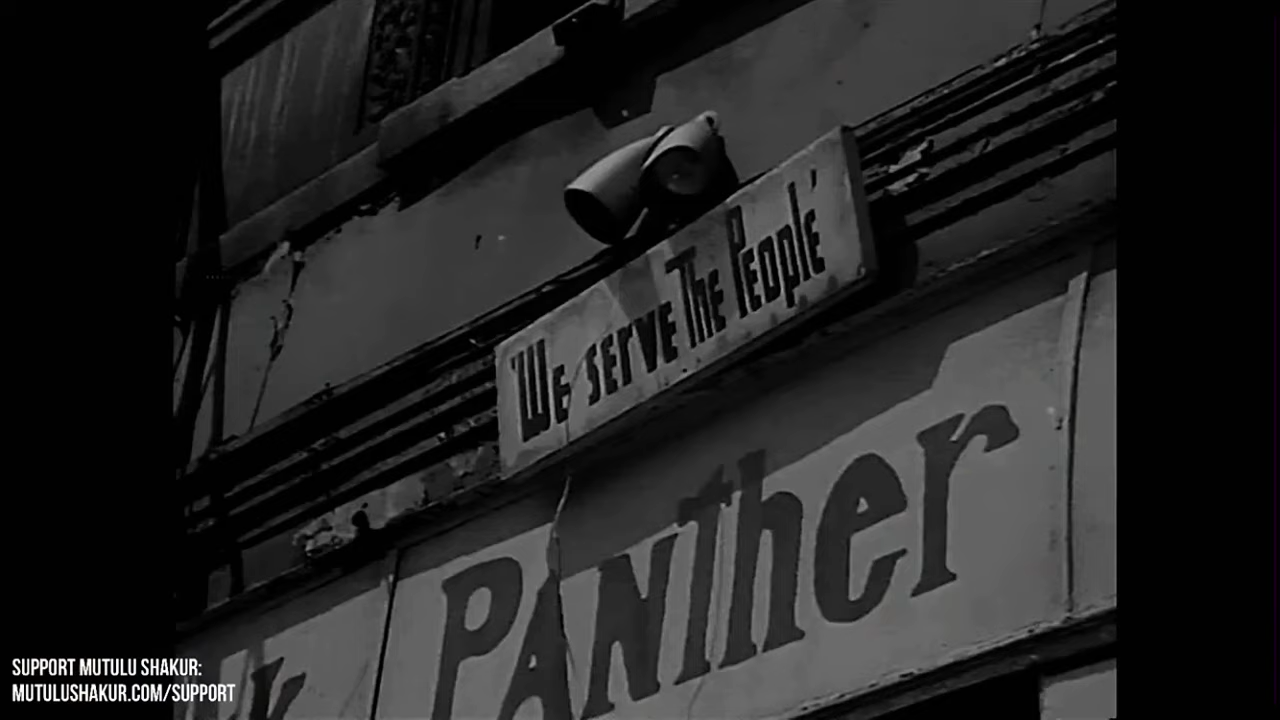 'We SERVE The People'
k PANther
SUPPORT MUTULU SHAKUR:
MUTULUSHAKUR.COM/SUPPORT